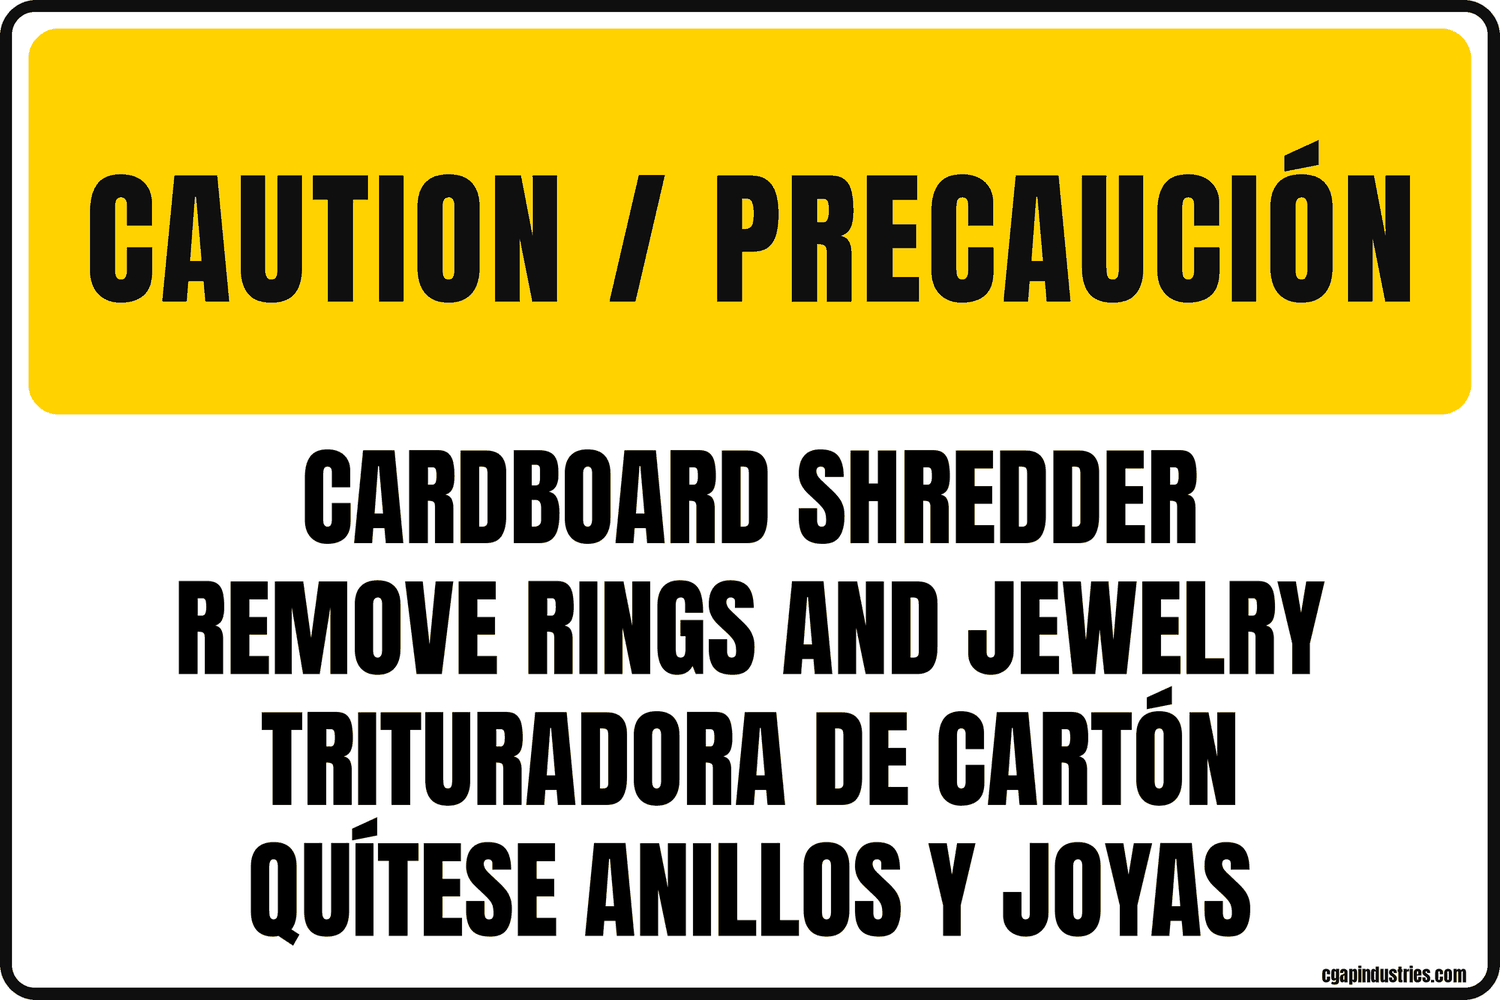 CAUTION / PRECAUCIÓN
CARDBOARD SHREDDER
REMOVE RINGS AND JEWELRY
TRITURADORA DE CARTÓN
QUÍTESE ANILLOS Y JOYAS
cgapindustries.com